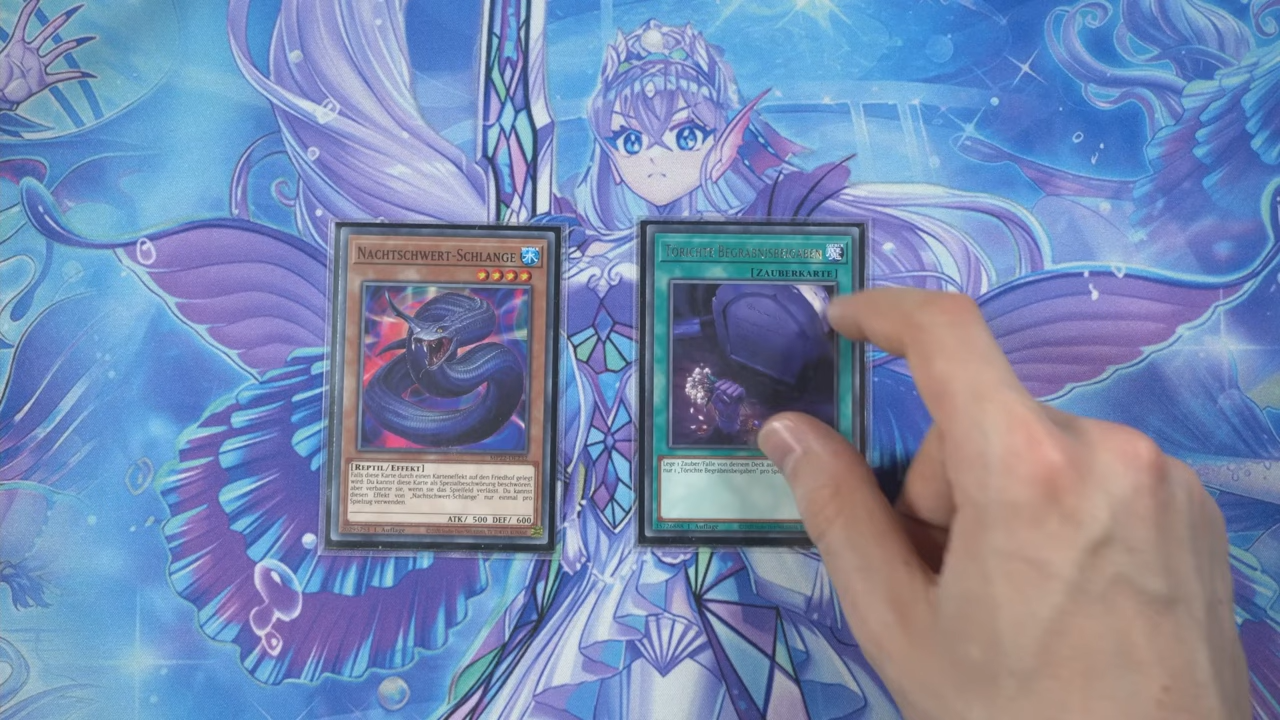 Nachtschwert-Schlange
[Reptil/Effekt]
Falls diese Karte durch einen Karteneffekt auf den Friedhof gelegt
wird: Du kannst diese Karte als Spezialbeschwörung beschwören,
aber verbanne sie, wenn sie das Spielfeld verlässt. Du kannst
diesen Effekt von „Nachtschwert-Schlange" nur einmal pro
Spielzug verwenden.
ATK/ 500 DEF/ 600
1. Auflage
Törichte Begräbnisbeigaben
[Zauberkarte]
Lege 1 Zauber/Falle von deinem Deck
nur 1 „Törichte Begräbnisbeigaben" pro
1. Auflage